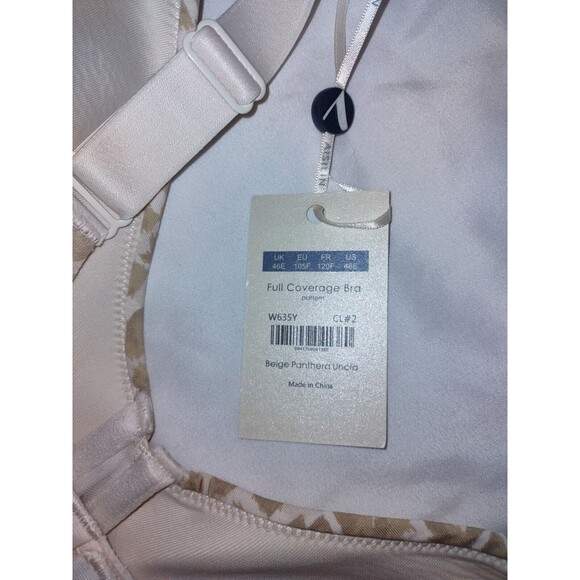 AISILIN
UK EU FR US
46E 105F 120F 46E
Full Coverage Bra
pattern
W635Y CL#2
Beige Panthera Uncia
Made in China